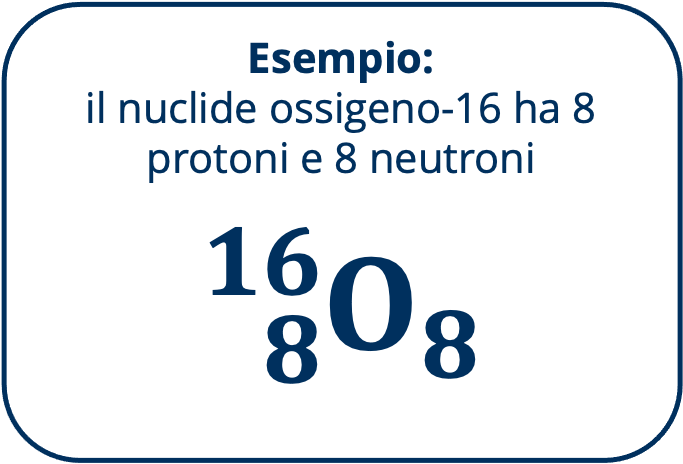 Esempio:
il nuclide ossigeno-16 ha 8
protoni e 8 neutroni
16
8O8